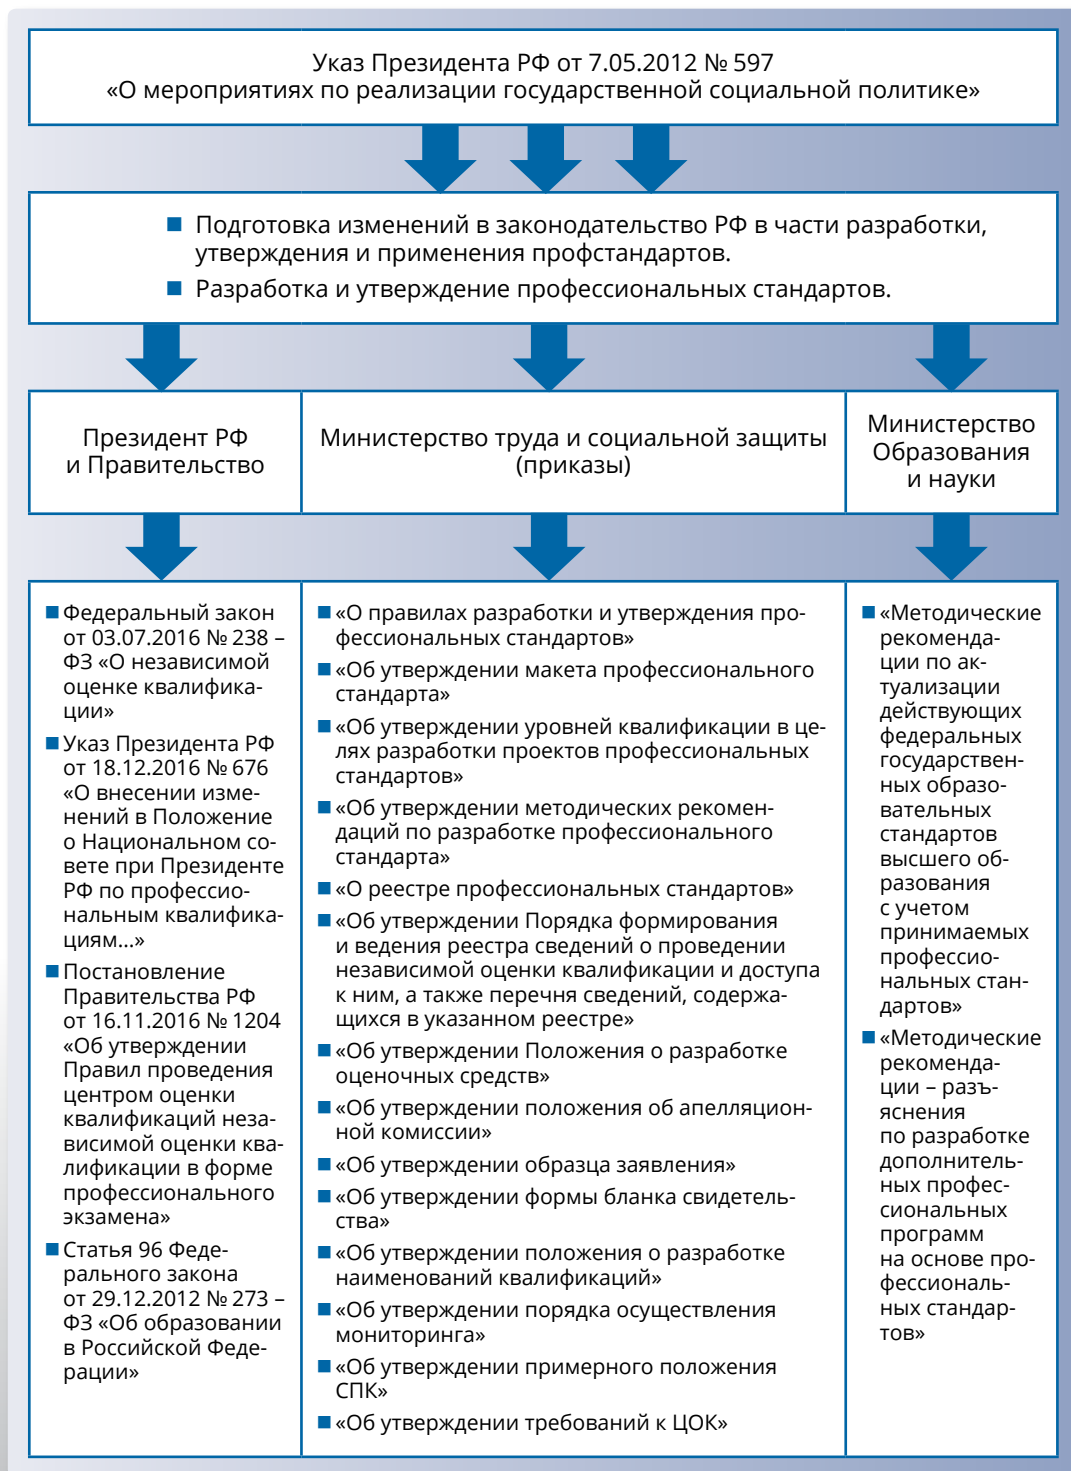 Указ Президента РФ от 7.05.2012 № 597
«О мероприятиях по реализации государственной социальной политике»
■ Подготовка изменений в законодательство РФ в части разработки,
утверждения и применения профстандартов.
■ Разработка и утверждение профессиональных стандартов.
Президент РФ
и Правительство
Министерство труда и социальной защиты
(приказы)
Министерство
Образования
и науки
■ Федеральный закон
от 03.07.2016 № 238 –
ФЗ «О независимой
оценке квалифика-
ции»
■ Указ Президента РФ
от 18.12.2016 № 676
«О внесении изме-
нений в Положение
о Национальном со-
вете при Президенте
РФ по профессио-
нальным квалифика-
циям…»
■ Постановление
Правительства РФ
от 16.11.2016 № 1204
«Об утверждении
Правил проведения
центром оценки
квалификаций неза-
висимой оценки ква-
лификации в форме
профессионального
экзамена»
■ Статья 96 Феде-
рального закона
от 29.12.2012 № 273 –
ФЗ «Об образовании
в Российской Феде-
рации»
■ «О правилах разработки и утверждения про-
фессиональных стандартов»
■ «Об утверждении макета профессионального
стандарта»
■ «Об утверждении уровней квалификации в це-
лях разработки проектов профессиональных
стандартов»
■ «Об утверждении методических рекомен-
даций по разработке профессионального
стандарта»
■ «О реестре профессиональных стандартов»
■ «Об утверждении Порядка формирования
и ведения реестра сведений о проведении
независимой оценки квалификации и доступа
к ним, а также перечня сведений, содержа-
щихся в указанном реестре»
■ «Об утверждении Положения о разработке
оценочных средств»
■ «Об утверждении положения об апелляцион-
ной комиссии»
■ «Об утверждении образца заявления»
■ «Об утверждении формы бланка свидетель-
ства»
■ «Об утверждении положения о разработке
наименований квалификаций»
■ «Об утверждении порядка осуществления
мониторинга»
■ «Об утверждении примерного положения
СПК»
■ «Об утверждении требований к ЦОК»
■ «Методические
рекоменда-
ции по ак-
туализации
действующих
федеральных
государствен-
ных образо-
вательных
стандартов
высшего об-
разования
с учетом
принимаемых
профессио-
нальных стан-
дартов»
■ «Методические
рекоменда-
ции – разъ-
яснения
по разработке
дополнитель-
ных профес-
сиональных
программ
на основе про-
фессиональ-
ных стандар-
тов»